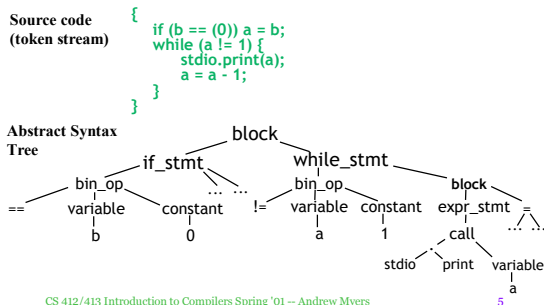 Source code
(token stream)
{
if (b == (0)) a = b;
while (a != 1) {
stdio.print(a);
a = a - 1;
}
}
Abstract Syntax
Tree
block
if_stmt while_stmt
bin_op ... ... bin_op block
== variable constant != variable constant expr_stmt =
b 0 a 1 call ... ...
. 
stdio print variable
a
CS 412/413 Introduction to Compilers Spring '01 -- Andrew Myers 5